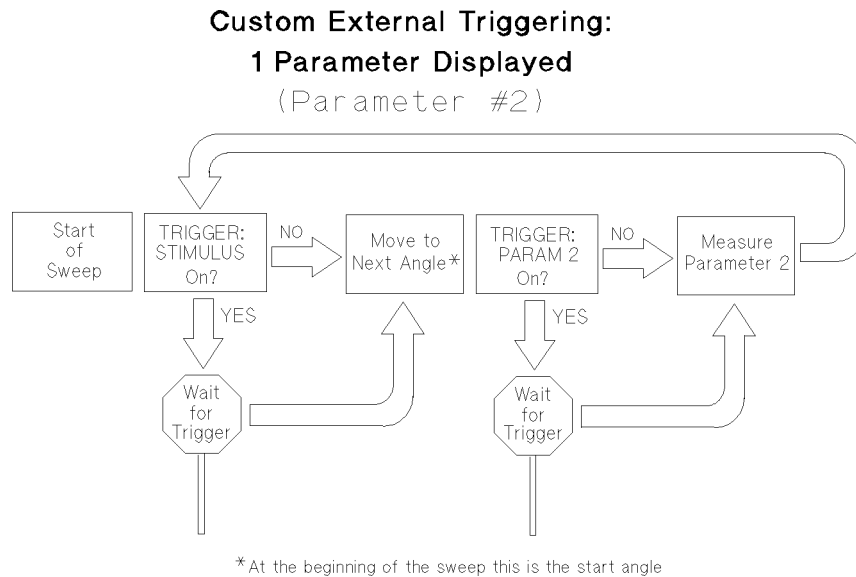 Custom External Triggering:
1 Parameter Displayed
(Parameter #2)
Start
of
Sweep
TRIGGER:
STIMULUS
On?
NO
Move to
Next Angle*
TRIGGER:
PARAM 2
On?
NO
Measure
Parameter 2
YES
YES
Wait
for
Trigger
Wait
for
Trigger
*At the beginning of the sweep this is the start angle